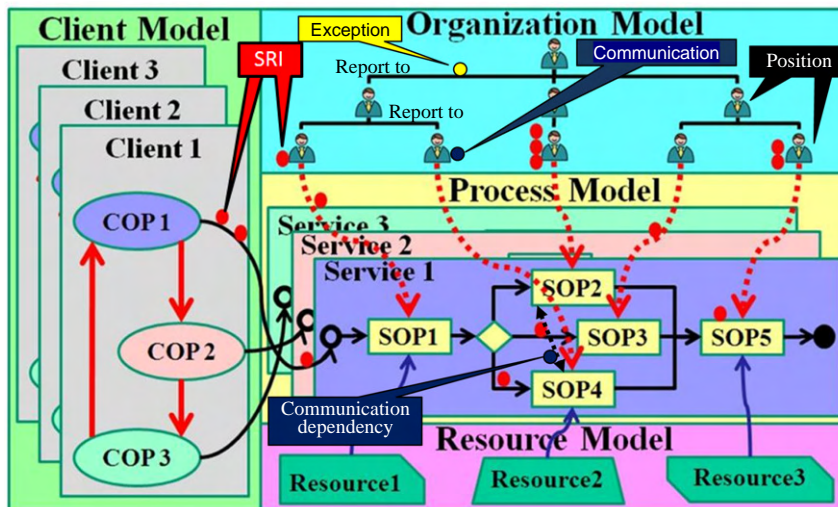 Client Model
Organization Model
Exception
Communication
Client 3
SRI
Report to
Position
Client 2
Report to
Client 1
Process Model
COP 1
Service 3
Service 2
Service 1
SOP2
SOP1
SOP3
SOP5
COP 2
SOP4
Communication
dependency
Resource Model
COP 3
Resource1
Resource2
Resource3